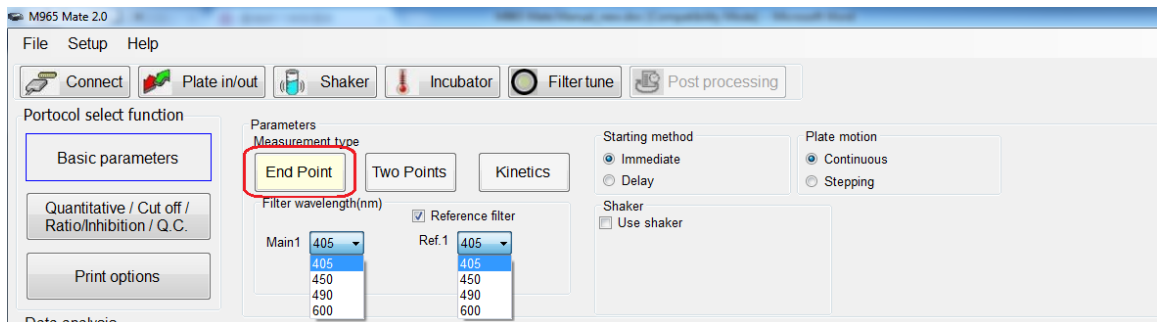 M965 Mate 2.0
File Setup Help
Connect Plate in/out Shaker Incubator Filter tune Post processing
Portocol select function
Basic parameters
Quantitative / Cut off /
Ratio/Inhibition / Q.C.
Print options
Data analysis
Parameters
Measurement type
End Point Two Points Kinetics
Filter wavelength(nm)
Reference filter
Main1 405 Ref.1 405
405 405
450 450
490 490
600 600
Starting method
Immediate
Delay
Plate motion
Continuous
Stepping
Shaker
Use shaker